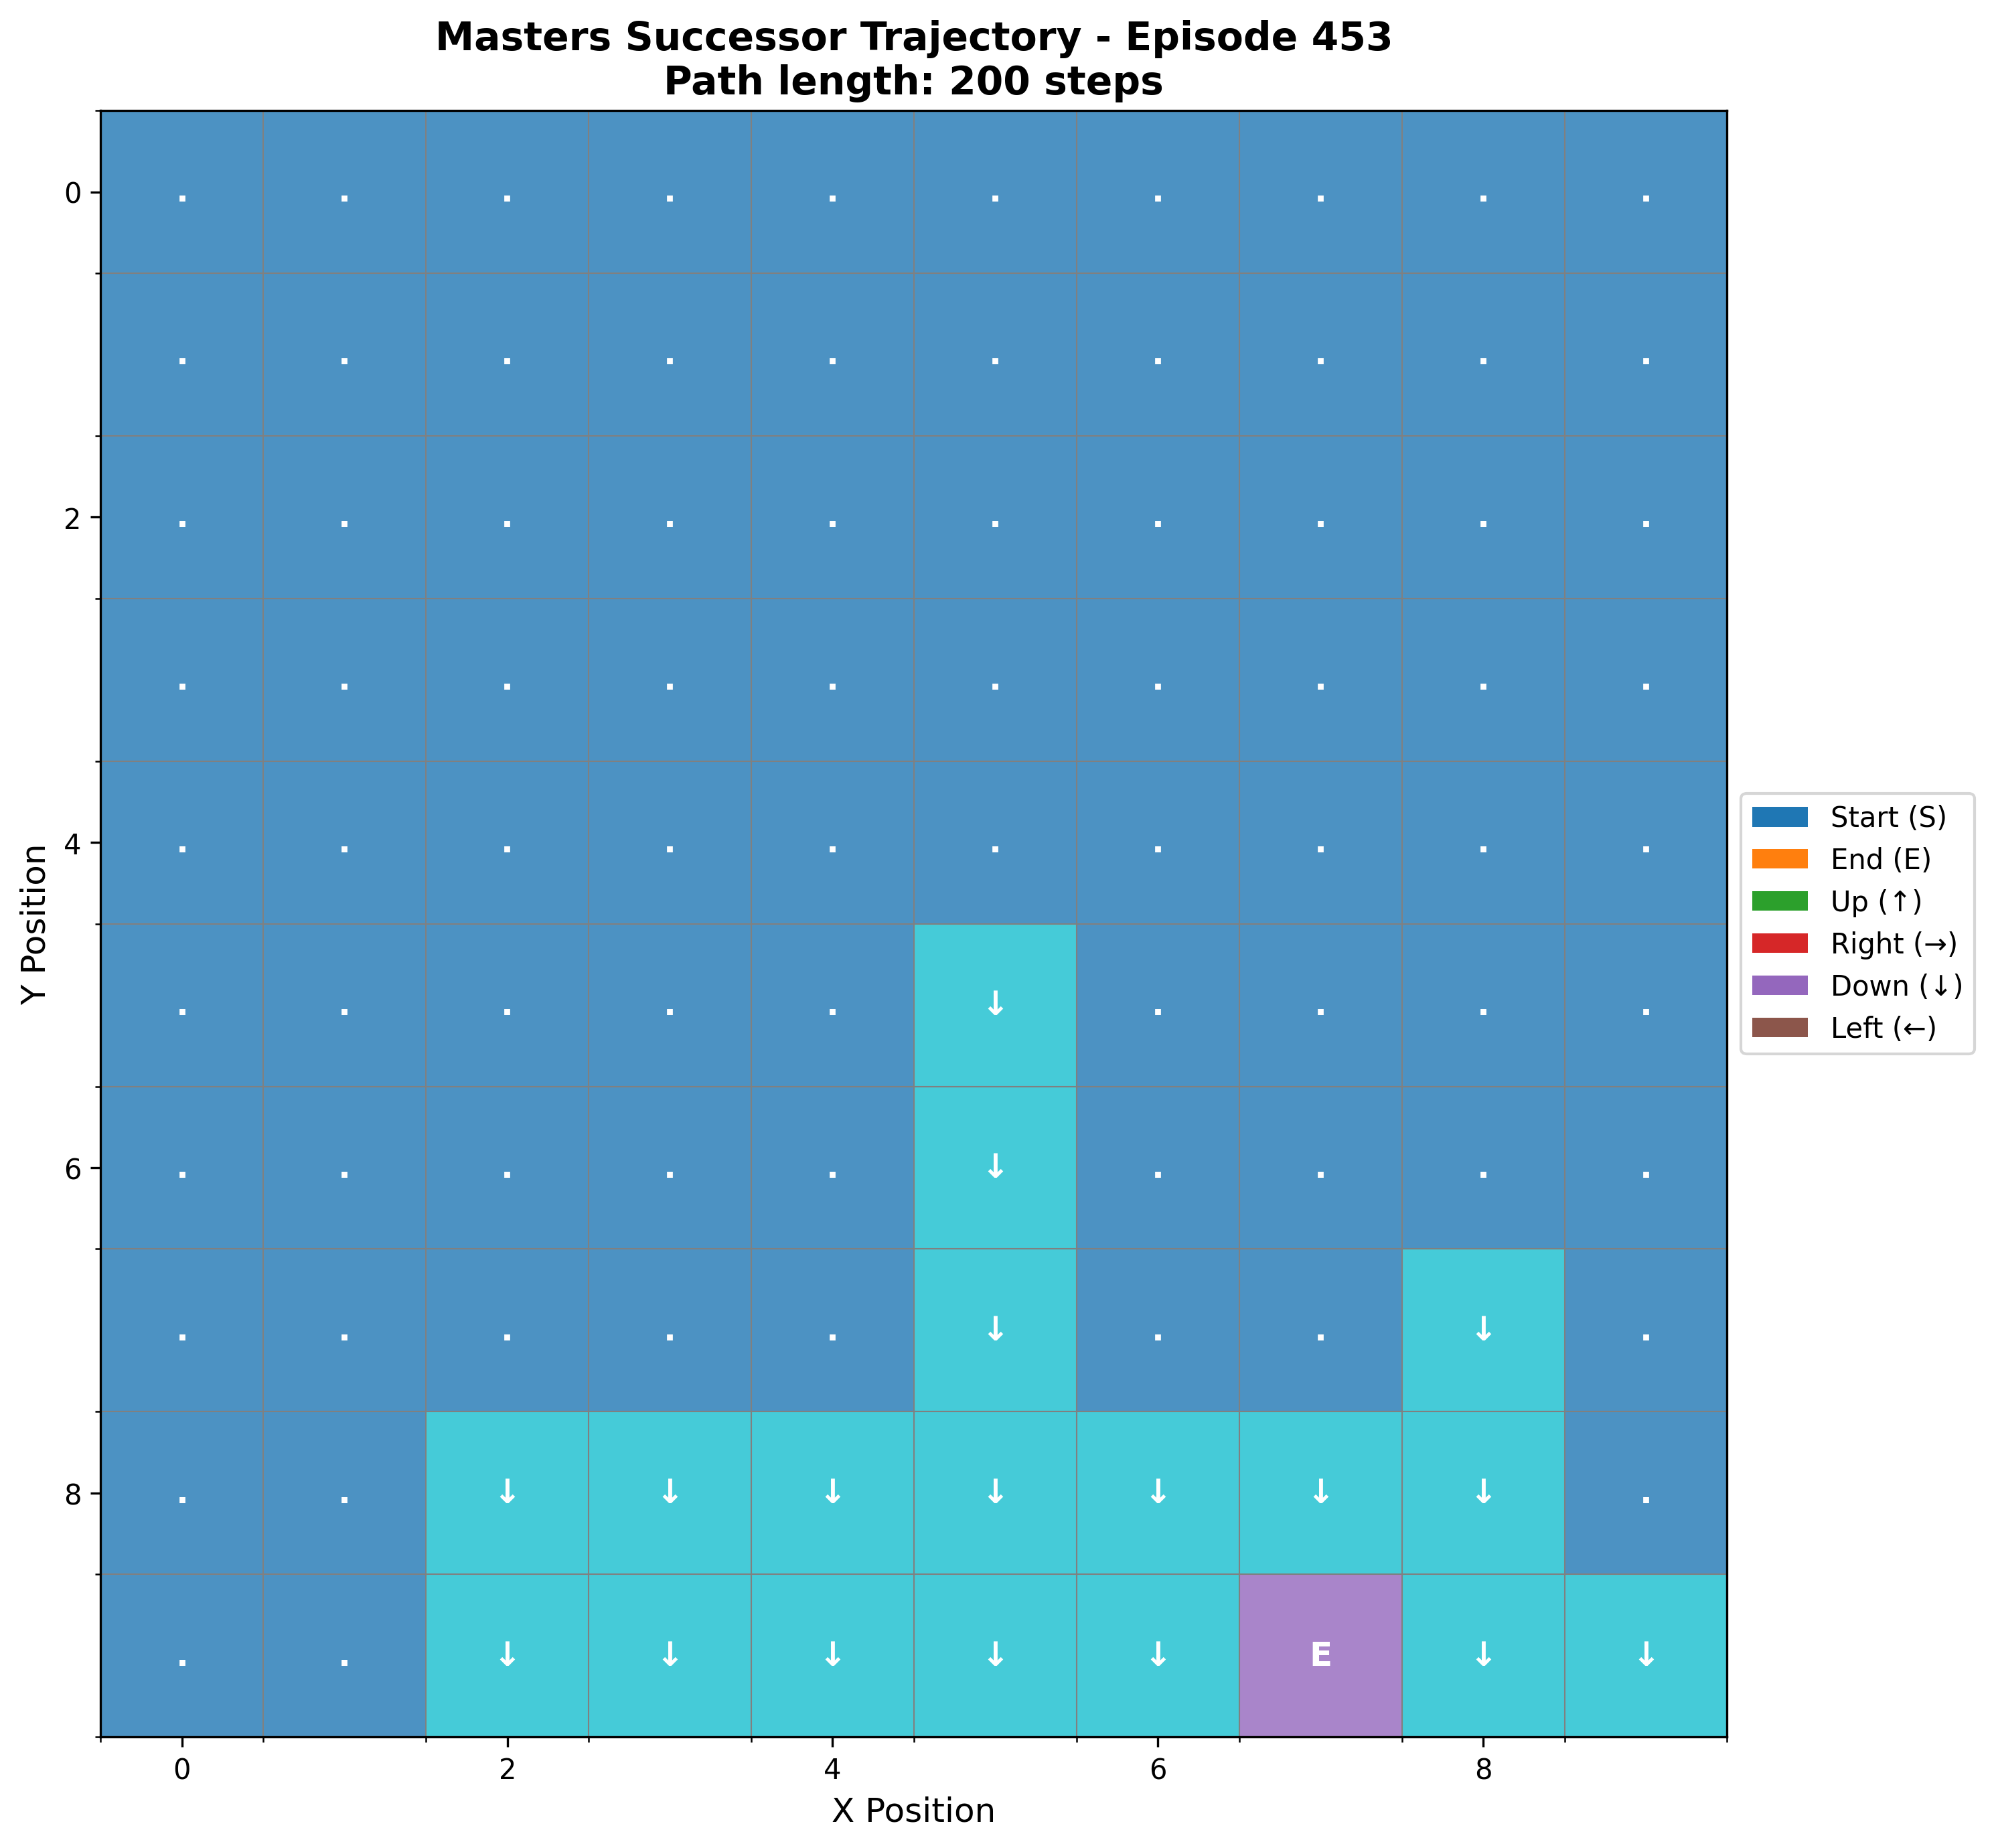 Masters Successor Trajectory - Episode 453
Path length: 200 steps
0 . . . . . . . . . .
. . . . . . . . . .
2 . . . . . . . . . .
. . . . . . . . . .
4 . . . . . . . . . .
. . . . . ↓ . . . .
6 . . . . . ↓ . . . .
. . . . . ↓ . . ↓ .
8 . . ↓ ↓ ↓ ↓ ↓ ↓ ↓ .
. . ↓ ↓ ↓ ↓ ↓ E ↓ ↓
0 2 4 6 8
X Position
Y Position
Start (S)
End (E)
Up (↑)
Right (→)
Down (↓)
Left (←)